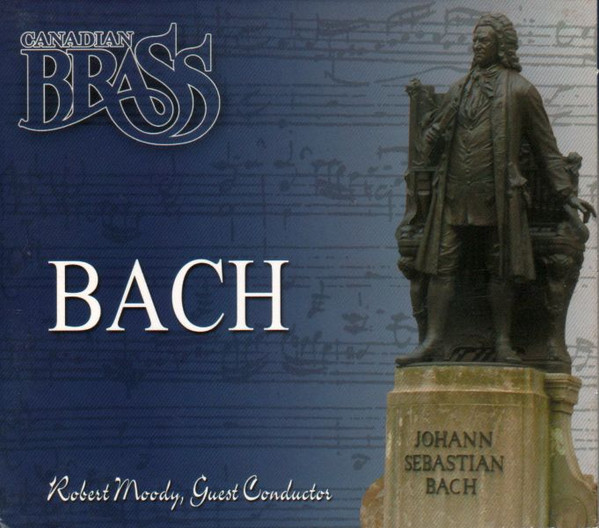 CANADIAN
BRASS
BACH
JOHANN
SEBASTIAN
BACH
Robert Moody, Guest Conductor